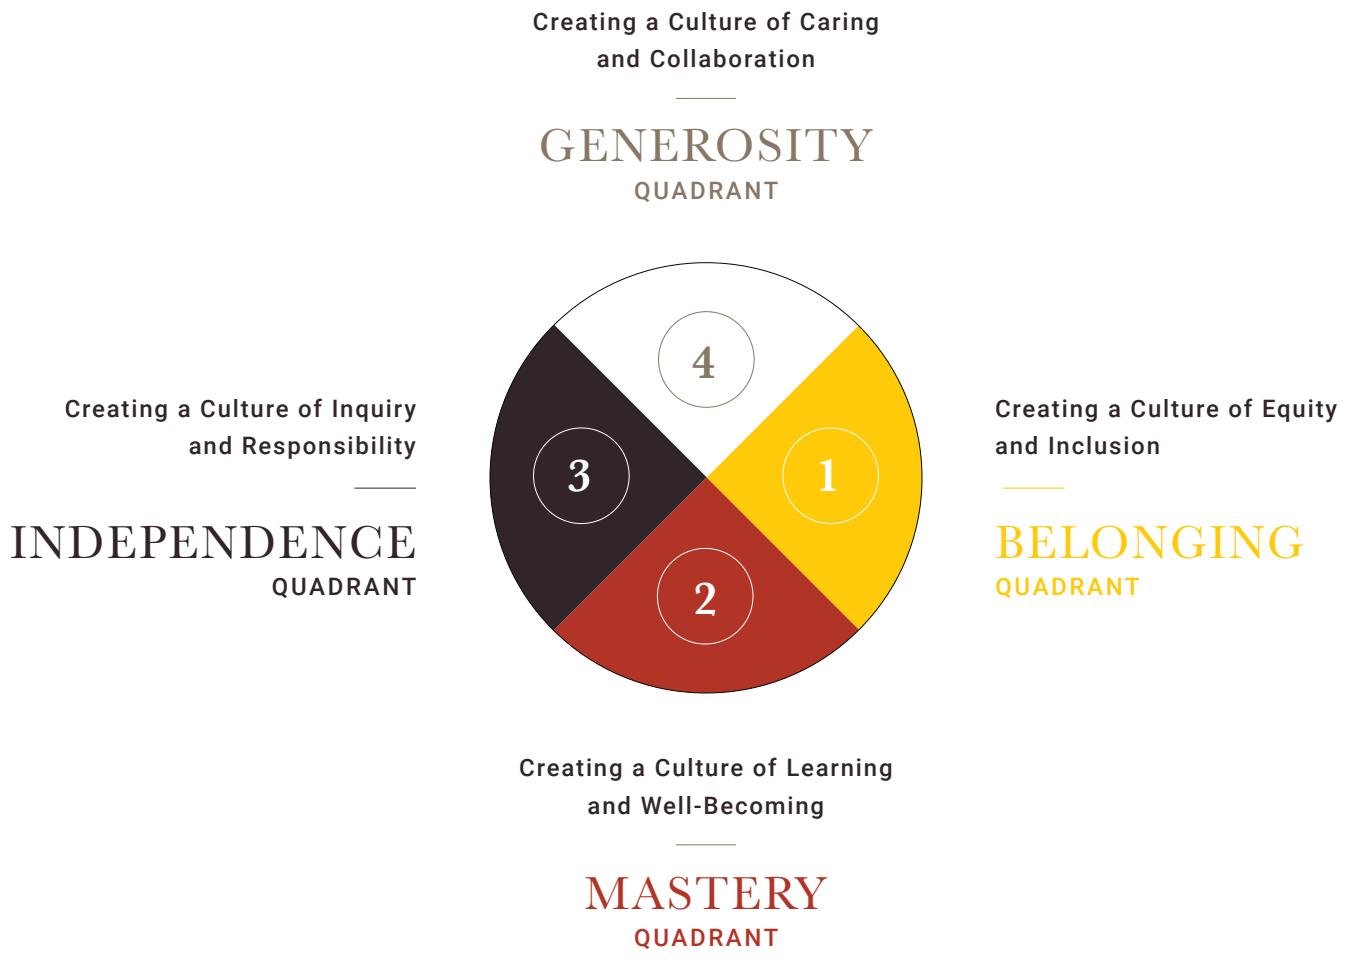 Creating a Culture of Caring
and Collaboration
GENEROSITY
QUADRANT
4
Creating a Culture of Inquiry
and Responsibility
INDEPENDENCE
QUADRANT
3
1
Creating a Culture of Equity
and Inclusion
BELONGING
QUADRANT
2
Creating a Culture of Learning
and Well-Becoming
MASTERY
QUADRANT